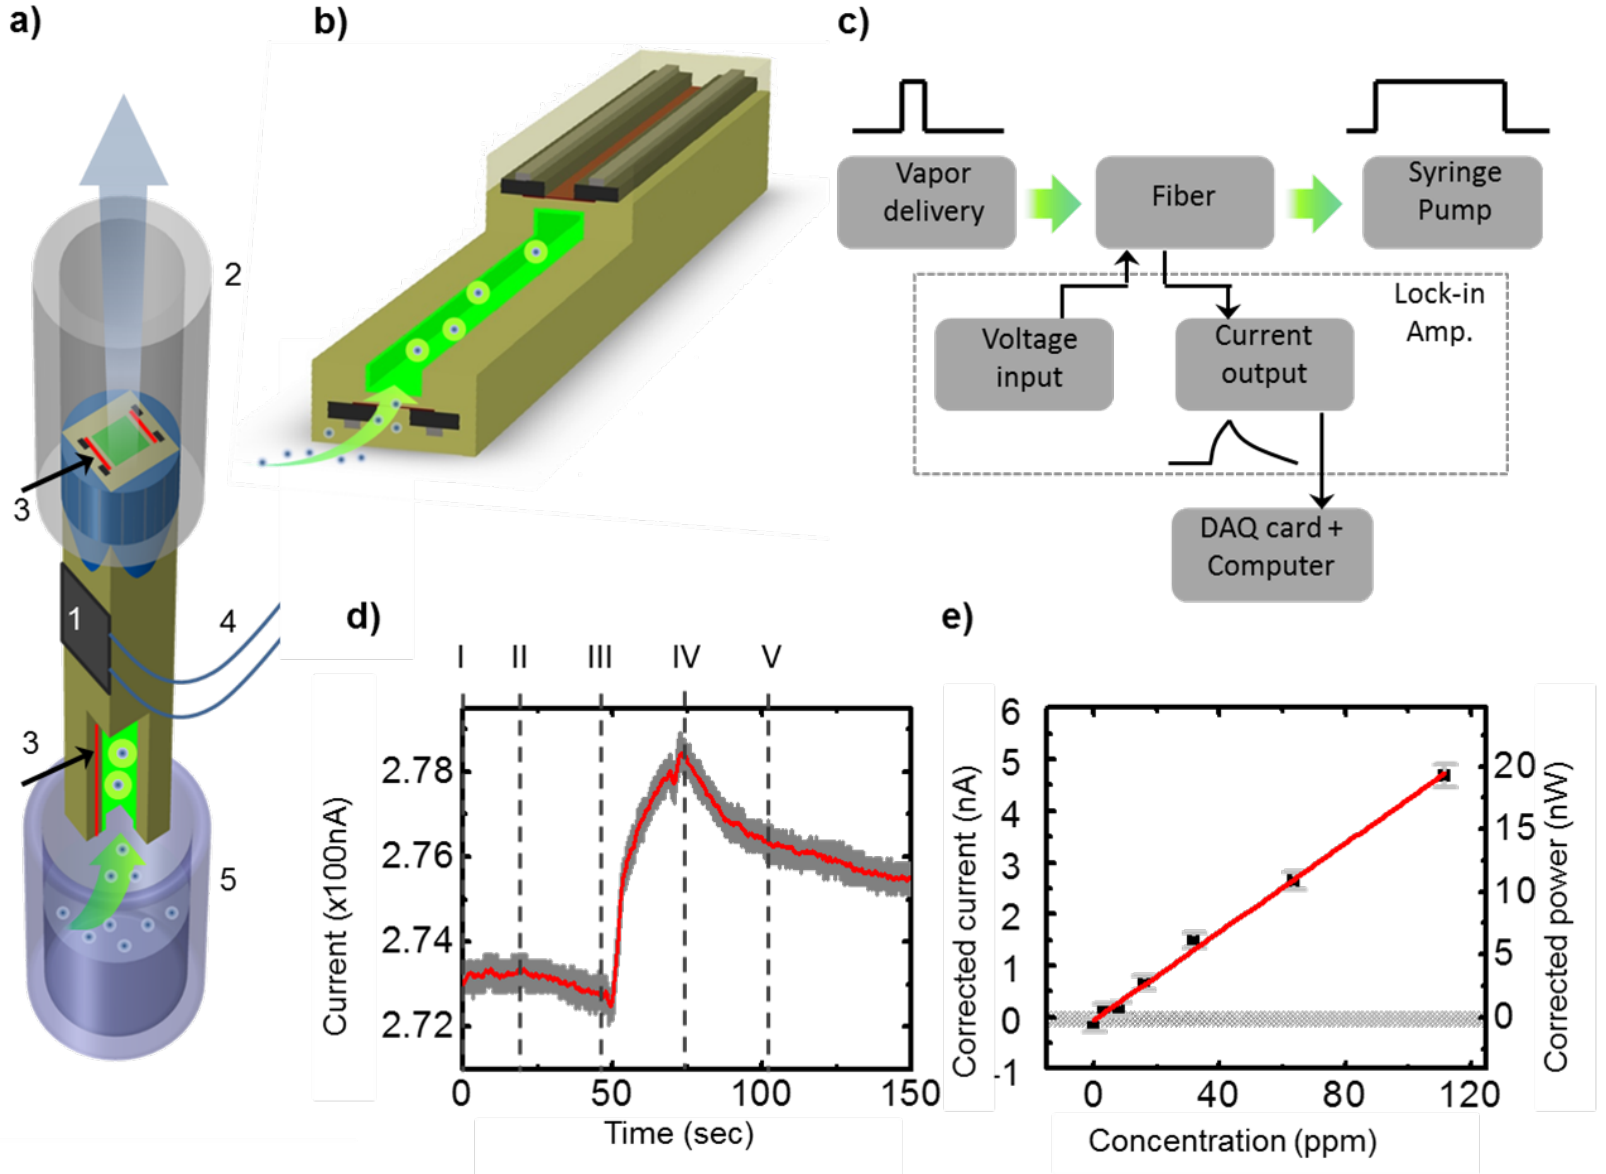 a)
b)
c)
2
3
1
4
3
5
Vapor
delivery
Fiber
Syringe
Pump
Lock-in
Amp.
Voltage
input
Current
output
DAQ card +
Computer
d)
I II III IV V
2.78
2.76
2.74
2.72
Current (x100nA)
0 50 100 150
Time (sec)
e)
6
5
4
3
2
1
0
-1
Corrected current (nA)
20
15
10
5
0
Corrected power (nW)
0 40 80 120
Concentration (ppm)